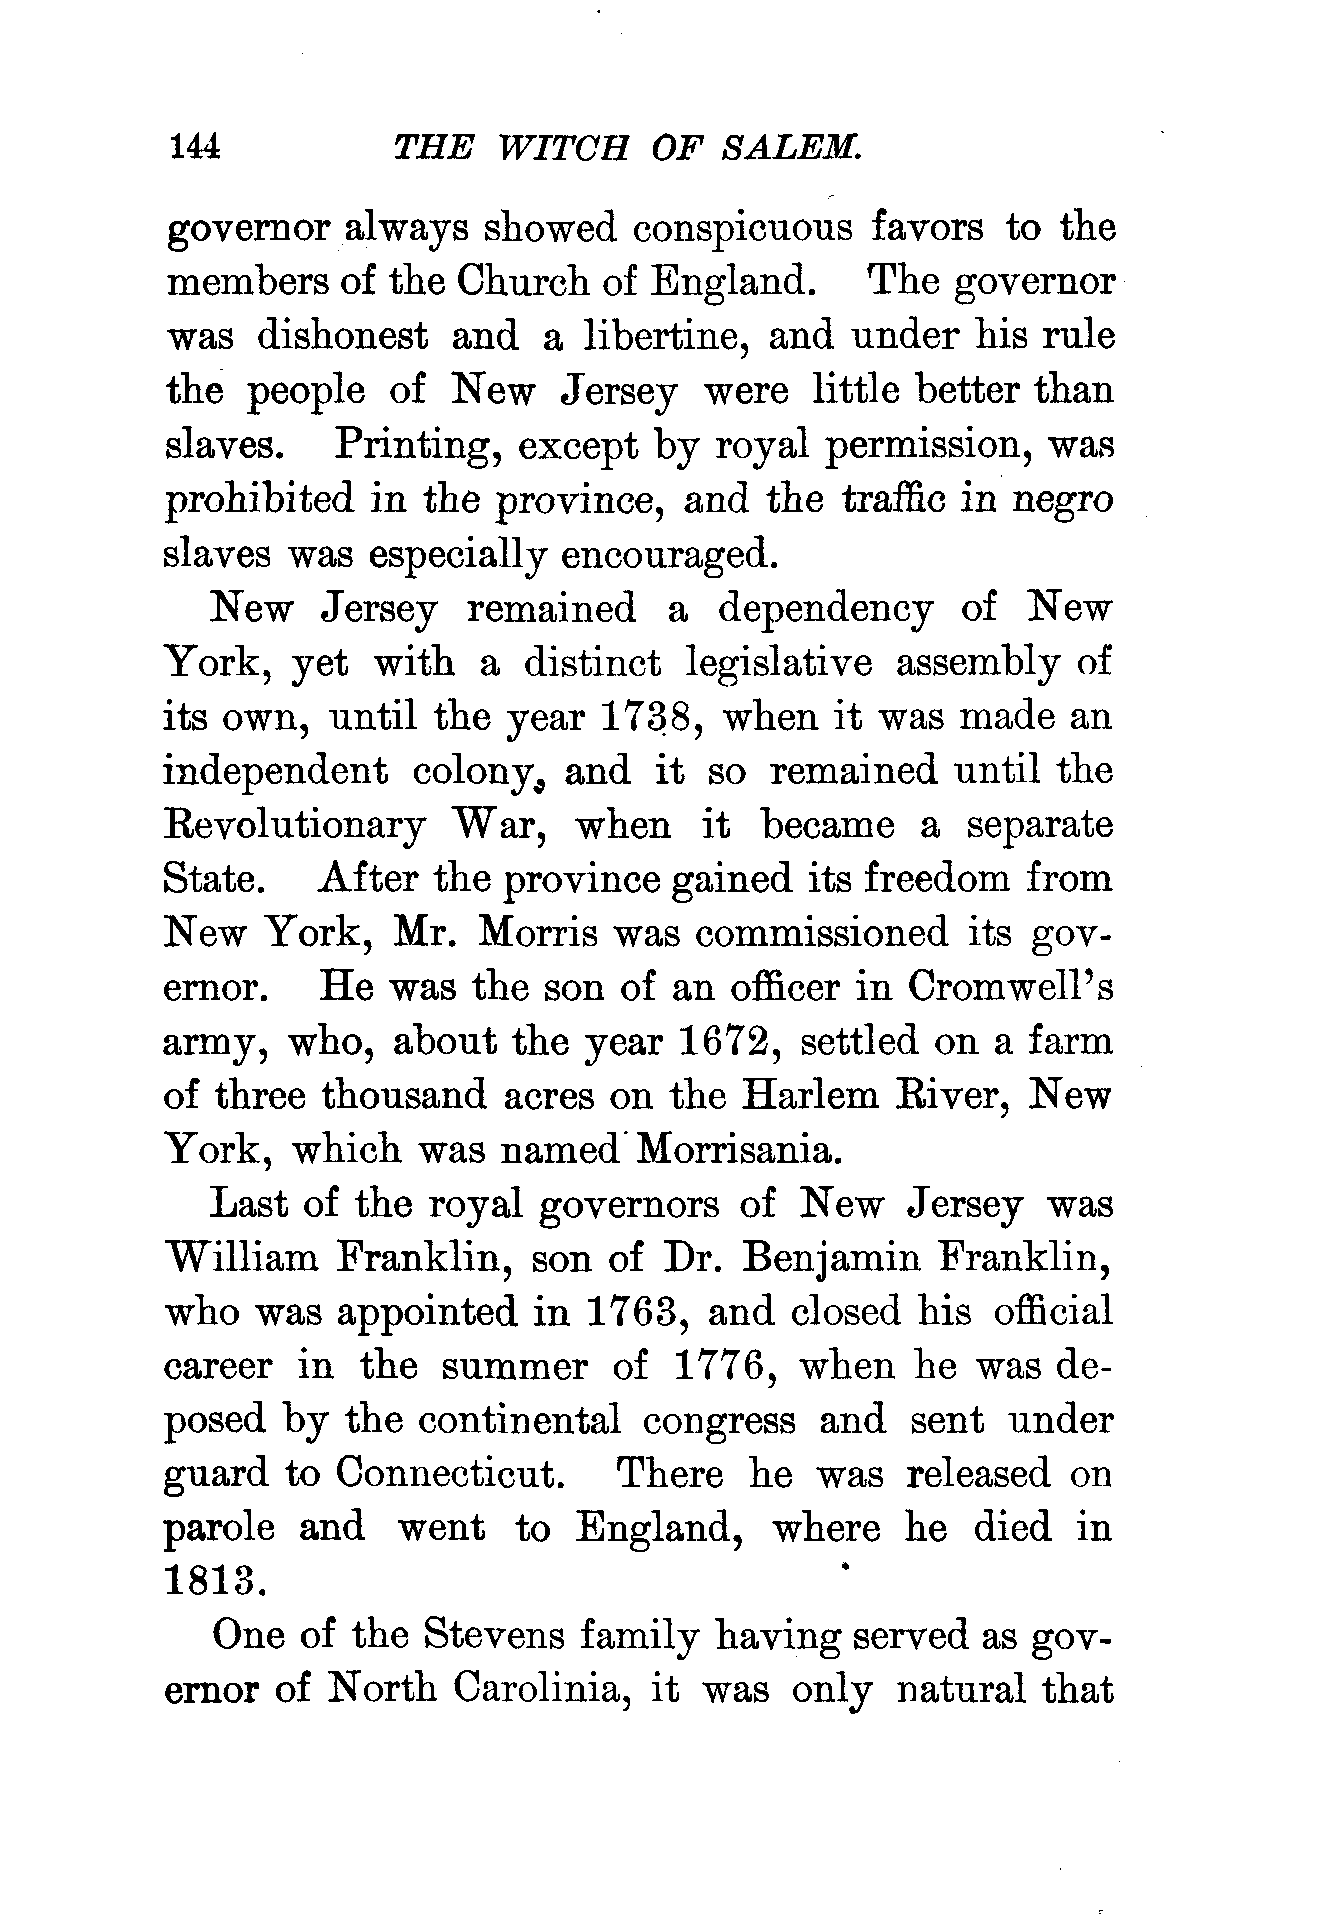 144 THE WITCH OF SALEM.
governor always showed conspicuous favors to the
members of the Church of England. The governor
was dishonest and a libertine, and under his rule
the people of New Jersey were little better than
slaves. Printing, except by royal permission, was
prohibited in the province, and the traffic in negro
slaves was especially encouraged.
New Jersey remained a dependency of New
York, yet with a distinct legislative assembly of
its own, until the year 1738, when it was made an
independent colony, and it so remained until the
Revolutionary War, when it became a separate
State. After the province gained its freedom from
New York, Mr. Morris was commissioned its gov-
ernor. He was the son of an officer in Cromwell's
army, who, about the year 1672, settled on a farm
of three thousand acres on the Harlem River, New
York, which was named Morrisania.
Last of the royal governors of New Jersey was
William Franklin, son of Dr. Benjamin Franklin,
who was appointed in 1763, and closed his official
career in the summer of 1776, when he was de-
posed by the continental congress and sent under
guard to Connecticut. There he was released on
parole and went to England, where he died in
1813.
One of the Stevens family having served as gov-
ernor of North Carolinia, it was only natural that